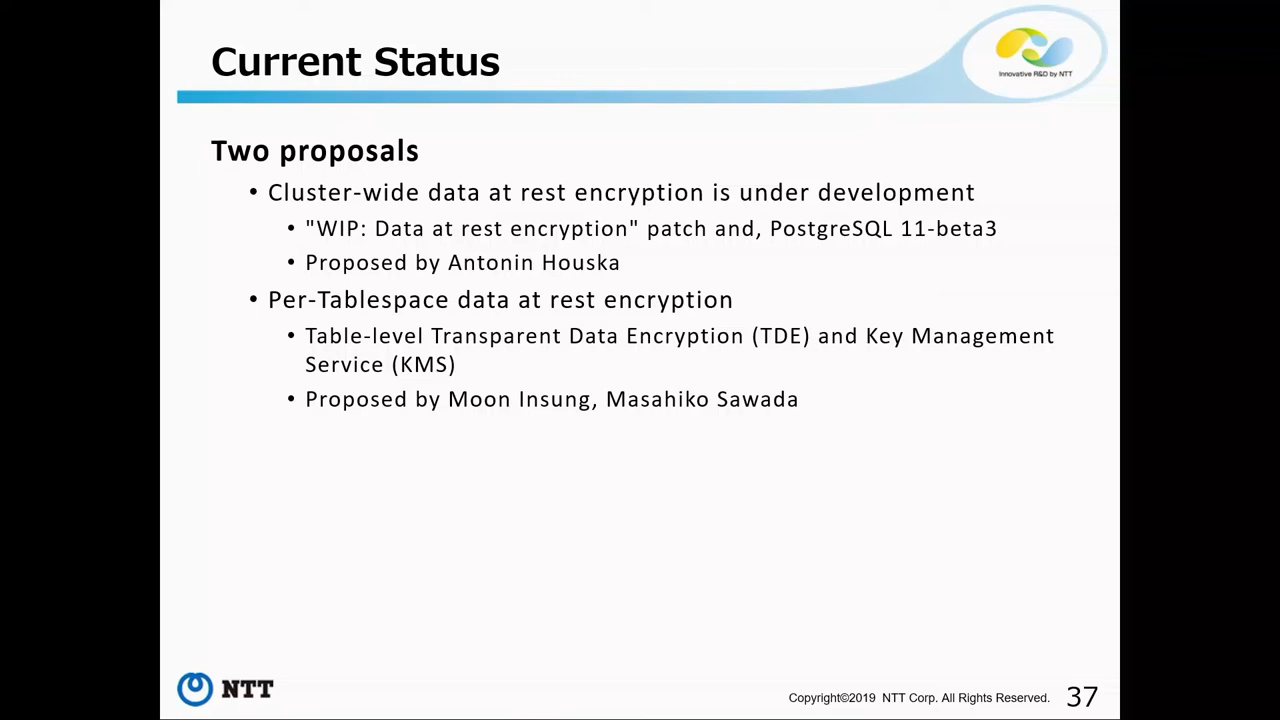 Current Status
Innovative R&D by NTT
Two proposals
• Cluster-wide data at rest encryption is under development
• "WIP: Data at rest encryption" patch and, PostgreSQL 11-beta3
• Proposed by Antonin Houska
• Per-Tablespace data at rest encryption
• Table-level Transparent Data Encryption (TDE) and Key Management
Service (KMS)
• Proposed by Moon Insung, Masahiko Sawada
NTT
Copyright©2019 NTT Corp. All Rights Reserved.
37